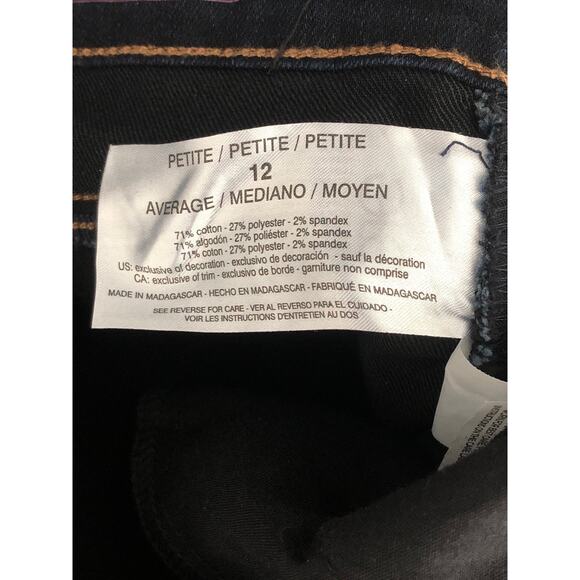 PETITE / PETITE / PETITE
12
AVERAGE / MEDIANO / MOYEN
71% cotton - 27% polyester - 2% spandex
71% algodón - 27% poliéster - 2% spandex
71% coton - 27% polyester - 2% spandex
US: exclusive of decoration - exclusivo de decoración - sauf la décoration
CA: exclusive of trim - exclusivo de borde - garniture non comprise
MADE IN MADAGASCAR - HECHO EN MADAGASCAR - FABRIQUÉ EN MADAGASCAR
SEE REVERSE FOR CARE - VER AL REVERSO PARA EL CUIDADO -
VOIR LES INSTRUCTIONS D'ENTRETIEN AU DOS